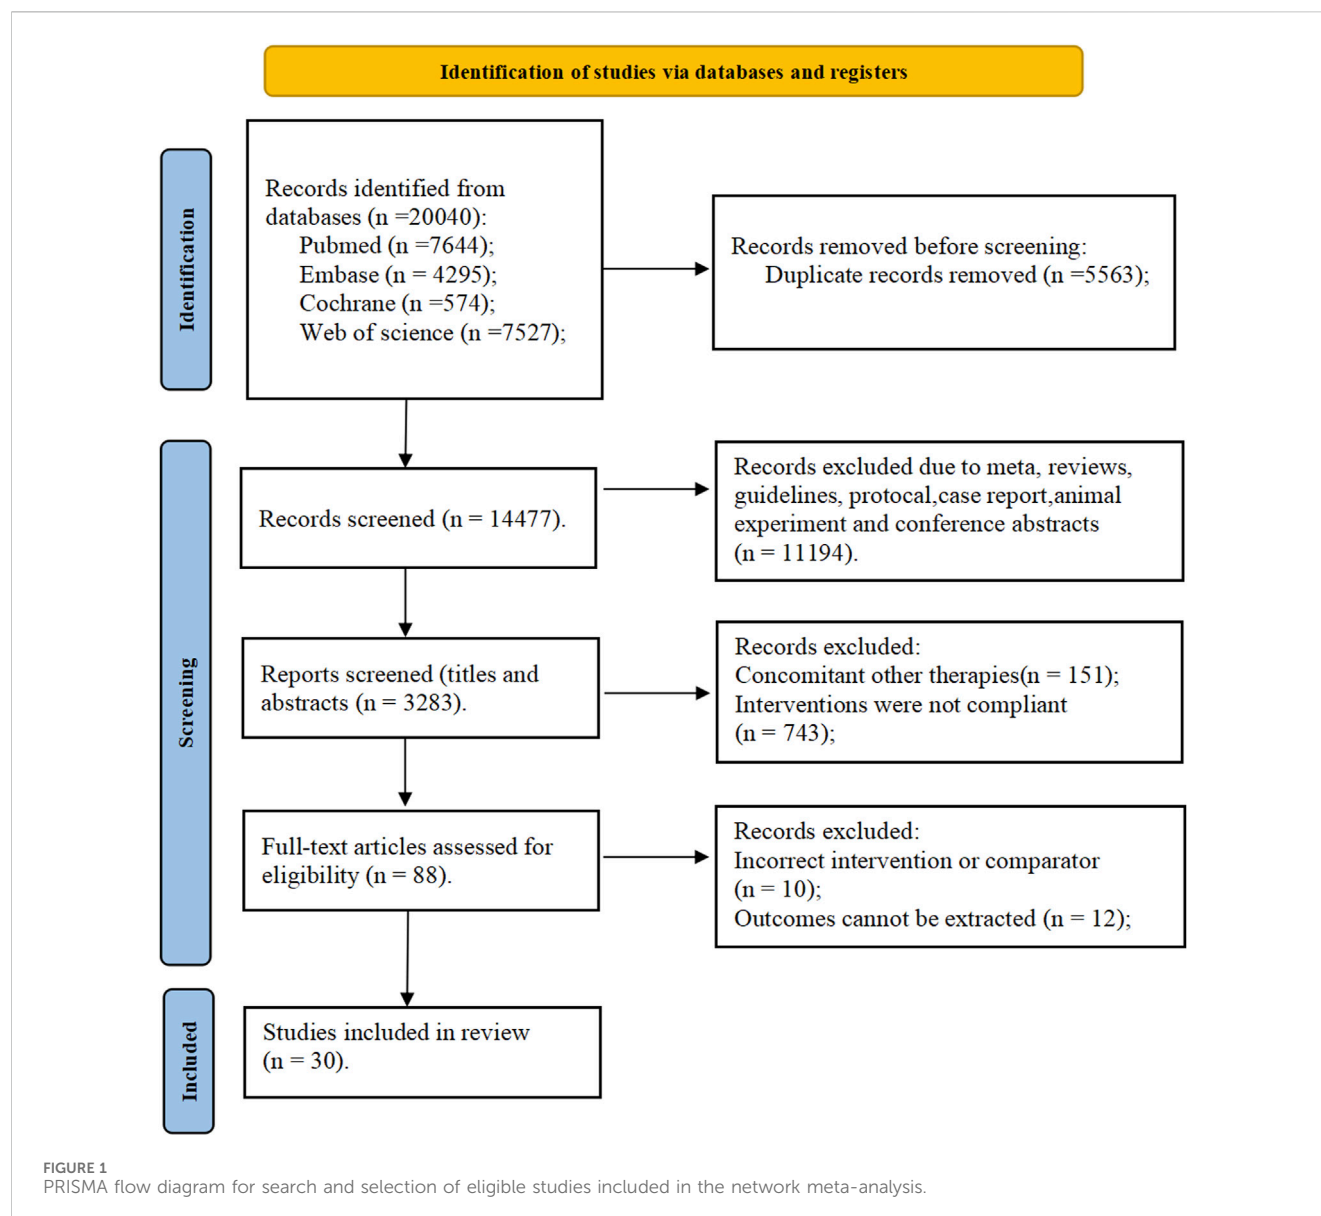 Identification of studies via databases and registers
Identification
Records identified from
databases (n =20040):
Pubmed (n =7644);
Embase (n = 4295);
Cochrane (n =574);
Web of science (n =7527);
Records removed before screening:
Duplicate records removed (n =5563);
Screening
Records screened (n = 14477).
Records excluded due to meta, reviews,
guidelines, protocal,case report,animal
experiment and conference abstracts
(n = 11194).
Reports screened (titles and
abstracts (n = 3283).
Records excluded:
Concomitant other therapies(n = 151);
Interventions were not compliant
(n = 743);
Full-text articles assessed for
eligibility (n = 88).
Records excluded:
Incorrect intervention or comparator
(n = 10);
Outcomes cannot be extracted (n = 12);
Included
Studies included in review
(n = 30).
FIGURE 1
PRISMA flow diagram for search and selection of eligible studies included in the network meta-analysis.